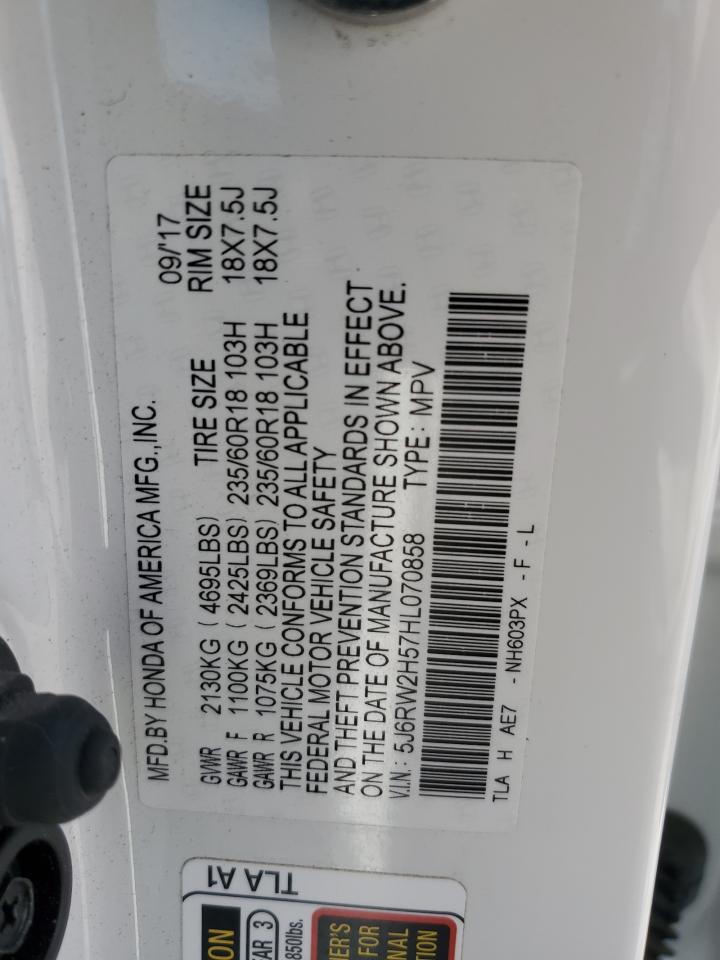 MFD.BY HONDA OF AMERICA MFG.,INC. 09/'17
GVWR 2130KG ( 4695LBS) TIRE SIZE RIM SIZE
GAWR F 1100KG ( 2425LBS) 235/60R18 103H 18X7.5J
GAWR R 1075KG ( 2369LBS) 235/60R18 103H 18X7.5J
THIS VEHICLE CONFORMS TO ALL APPLICABLE
FEDERAL MOTOR VEHICLE SAFETY
AND THEFT PREVENTION STANDARDS IN EFFECT
ON THE DATE OF MANUFACTURE SHOWN ABOVE.
V.I.N: 5J6RW2H57HL070858 TYPE: MPV
TLA H AE7 -NH603PX -F-L
TLA A1
850lbs.
FOR